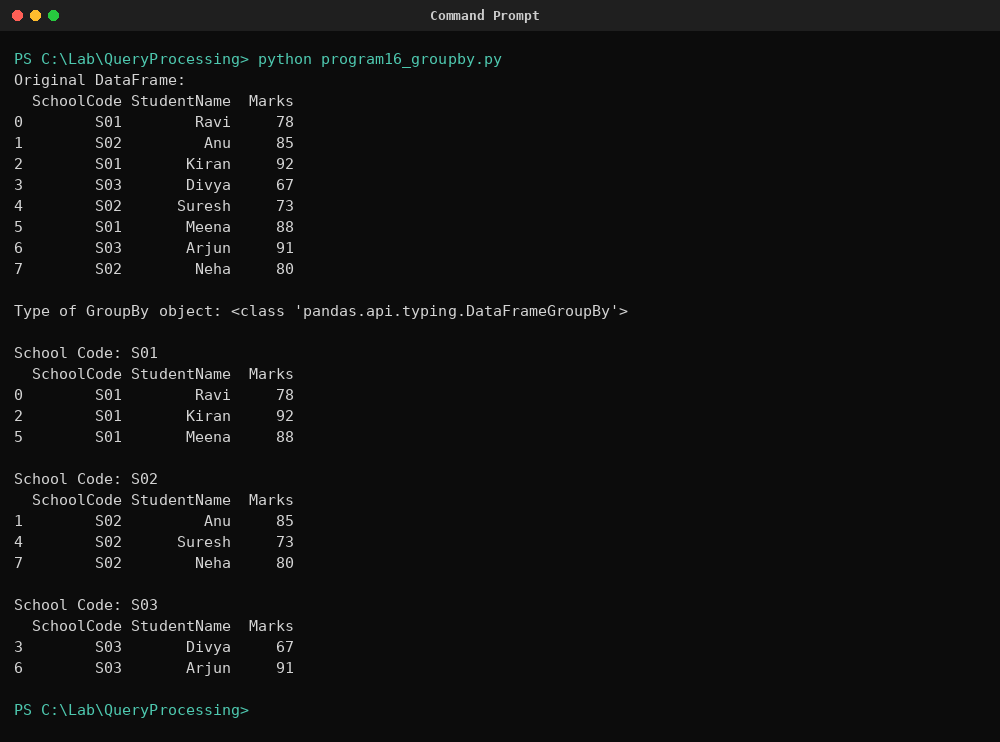 Command Prompt
PS C:\Lab\QueryProcessing> python program16_groupby.py
Original DataFrame:
  SchoolCode StudentName  Marks
0        S01        Ravi     78
1        S02         Anu     85
2        S01       Kiran     92
3        S03       Divya     67
4        S02      Suresh     73
5        S01       Meena     88
6        S03       Arjun     91
7        S02        Neha     80

Type of GroupBy object: <class 'pandas.api.typing.DataFrameGroupBy'>

School Code: S01
  SchoolCode StudentName  Marks
0        S01        Ravi     78
2        S01       Kiran     92
5        S01       Meena     88

School Code: S02
  SchoolCode StudentName  Marks
1        S02         Anu     85
4        S02      Suresh     73
7        S02        Neha     80

School Code: S03
  SchoolCode StudentName  Marks
3        S03       Divya     67
6        S03       Arjun     91

PS C:\Lab\QueryProcessing>